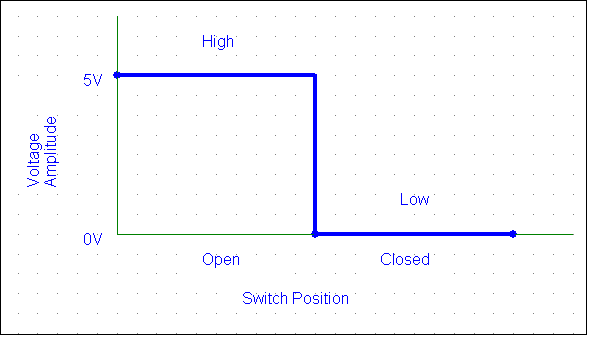 High
5V
Voltage
Amplitude
Low
0V
Open
Closed
Switch Position